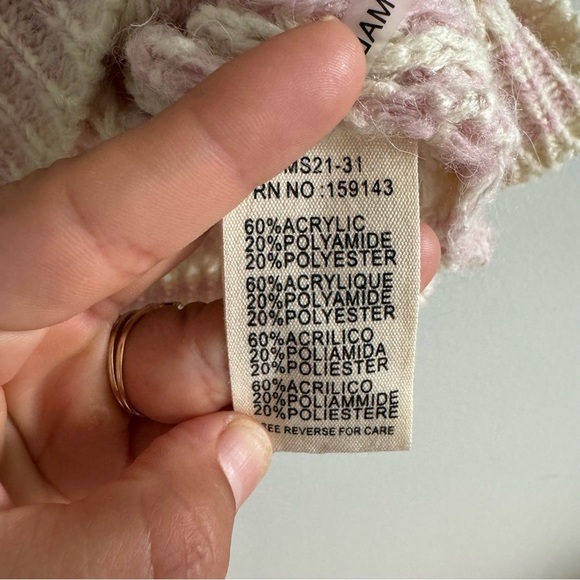 MS21-31
RN NO :159143
60%ACRYLIC
20%POLYAMIDE
20%POLYESTER
60%ACRYLIQUE
20%POLYAMIDE
20%POLYESTER
60%ACRILICO
20%POLIAMIDA
20%POLIESTER
60%ACRILICO
20%POLIAMMIDE
20%POLIESTERE
SEE REVERSE FOR CARE